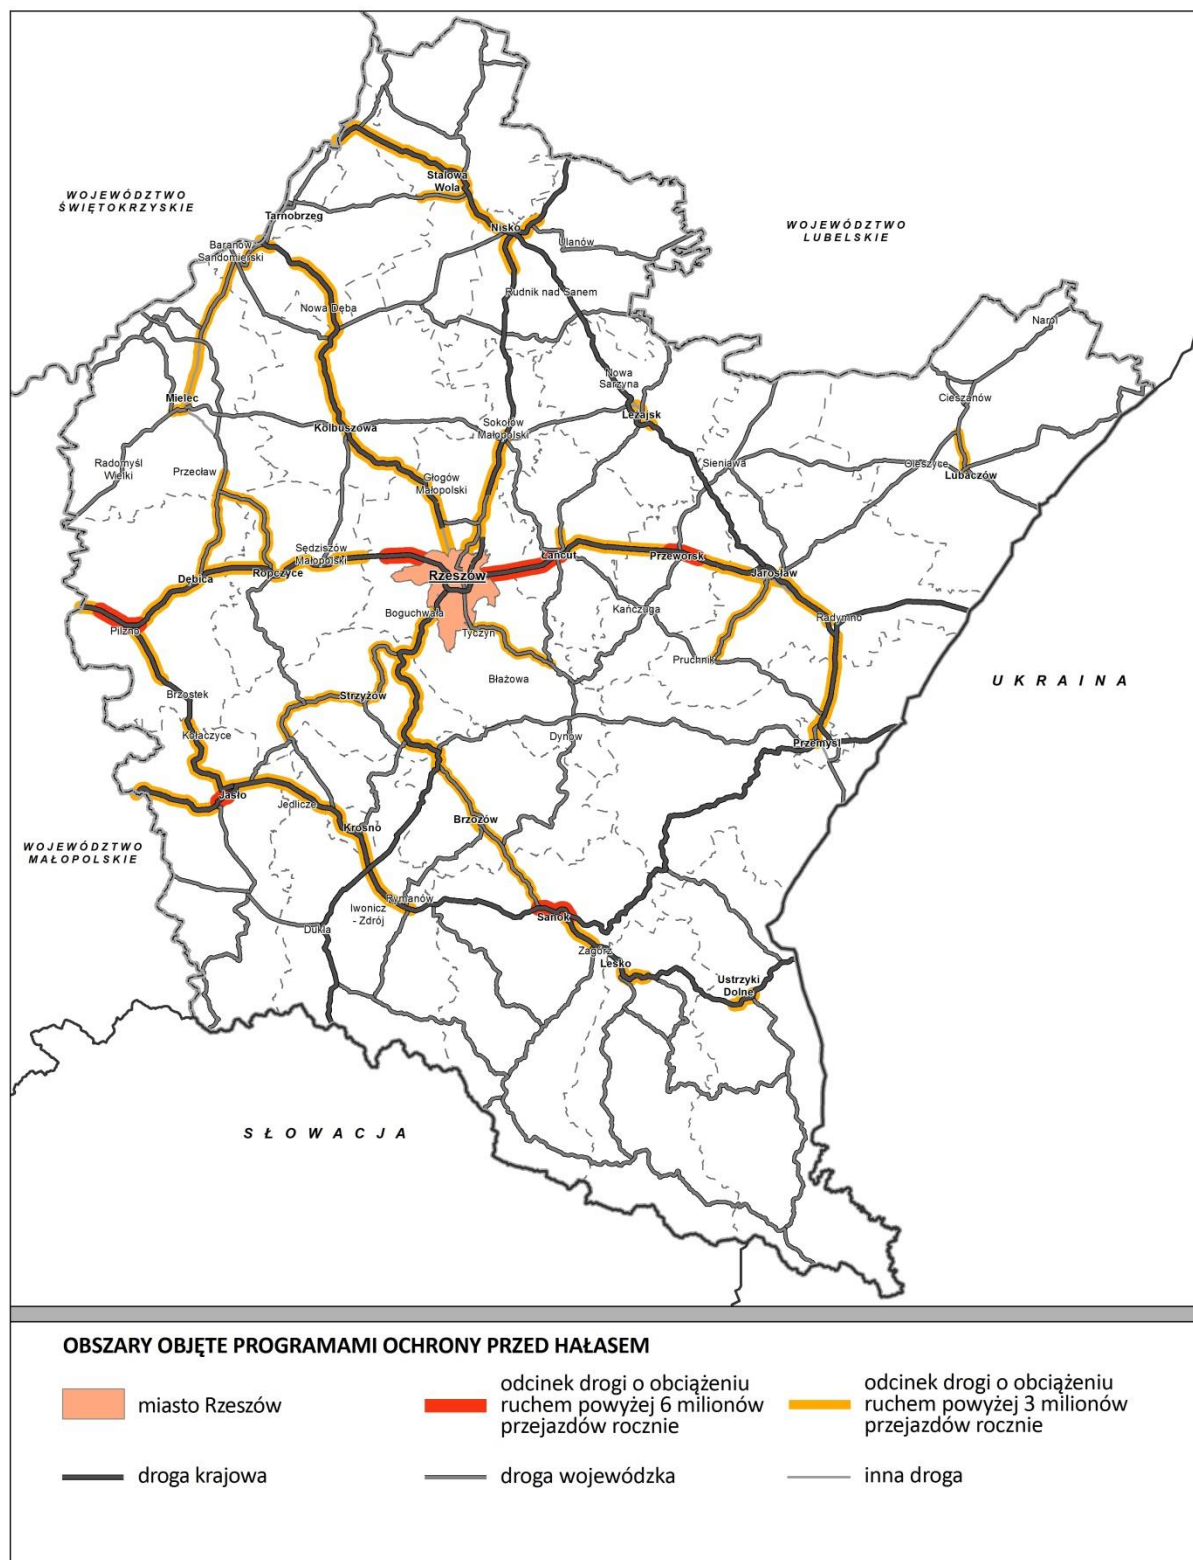 WOJEWÓDZTWO
ŚWIĘTOKRZYSKIE
Stalowa
Wola
Tarnobrzeg
WOJEWÓDZTWO
LUBELSKIE
Nisko
Ulanów
Baranów
Sandomierski
Rudnik nad Sanem
Nowa Dęba
Narol
Nowa
Sarzyna
Mielec
Cieszanów
Leżajsk
Kolbuszowa
Sokołów
Małopolski
Radomyśl
Wielki
Przecław
Sieniawa
Oleszyce
Lubaczów
Głogów
Małopolski
Sędziszów
Małopolski
Łańcut
Przeworsk
Dębica
Ropczyce
Rzeszów
Jarosław
Boguchwała
Kańczuga
Radymno
Pilzno
Tyczyn
Pruchnik
Błażowa
UKRAINA
Brzostek
Strzyżów
Kołaczyce
Dynów
Przemyśl
Jasło
Jedlicze
Krosno
Brzozów
WOJEWÓDZTWO
MAŁOPOLSKIE
Rymanów
Iwonicz
- Zdrój
Sanok
Dukla
Zagórz
Lesko
Ustrzyki
Dolne
SŁOWACJA
OBSZARY OBJĘTE PROGRAMAMI OCHRONY PRZED HAŁASEM
miasto Rzeszów
odcinek drogi o obciążeniu
ruchem powyżej 6 milionów
przejazdów rocznie
odcinek drogi o obciążeniu
ruchem powyżej 3 milionów
przejazdów rocznie
droga krajowa
droga wojewódzka
inna droga